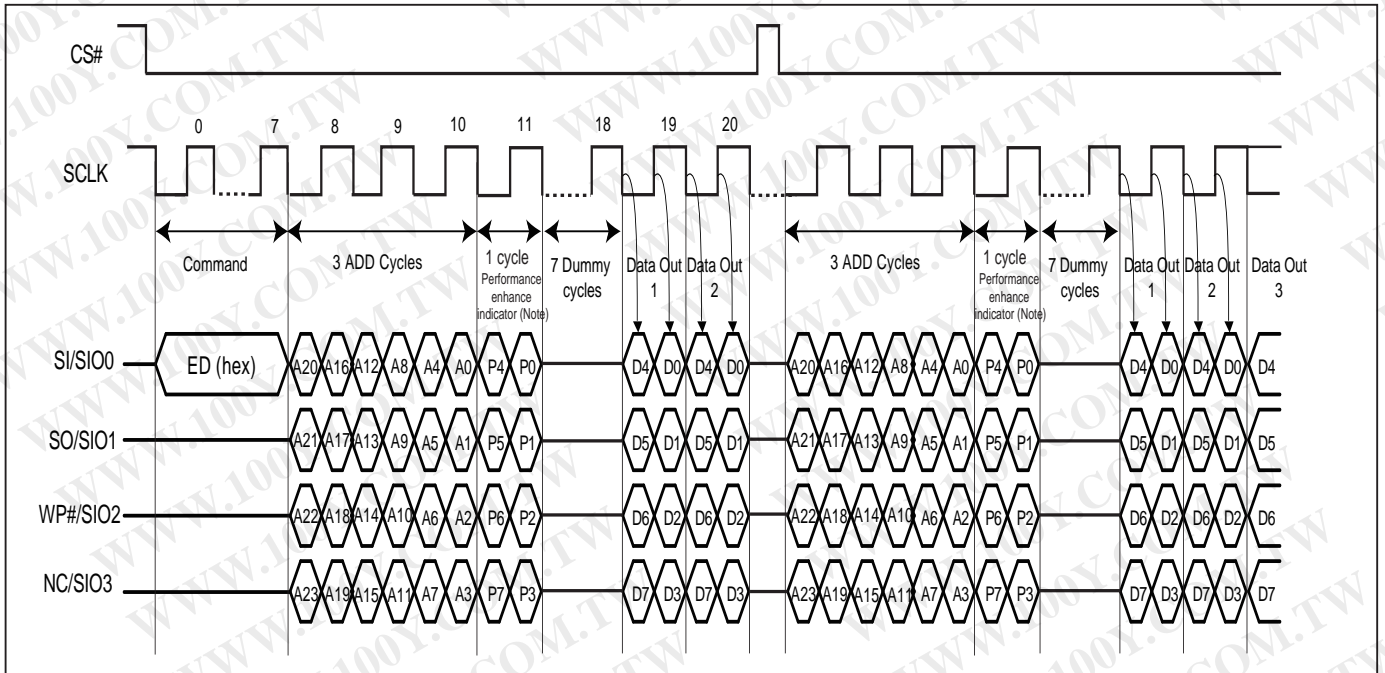 CS#
0 7 8 9 10 11 18 19 20
SCLK
Command 3 ADD Cycles 1 cycle Performance enhance indicator (Note) 7 Dummy cycles Data Out 1 Data Out 2 3 ADD Cycles 1 cycle Performance enhance indicator (Note) 7 Dummy cycles Data Out 1 Data Out 2 Data Out 3
SI/SIO0 ED (hex) A20 A16 A12 A8 A4 A0 P4 P0 D4 D0 D4 D0 A20 A16 A12 A8 A4 A0 P4 P0 D4 D0 D4 D0 D4
SO/SIO1 A21 A17 A13 A9 A5 A1 P5 P1 D5 D1 D5 D1 A21 A17 A13 A9 A5 A1 P5 P1 D5 D1 D5 D1 D5
WP#/SIO2 A22 A18 A14 A10 A6 A2 P6 P2 D6 D2 D6 D2 A22 A18 A14 A10 A6 A2 P6 P2 D6 D2 D6 D2 D6
NC/SIO3 A23 A19 A15 A11 A7 A3 P7 P3 D7 D3 D7 D3 A23 A19 A15 A11 A7 A3 P7 P3 D7 D3 D7 D3 D7
WWW.100Y.COM.TW